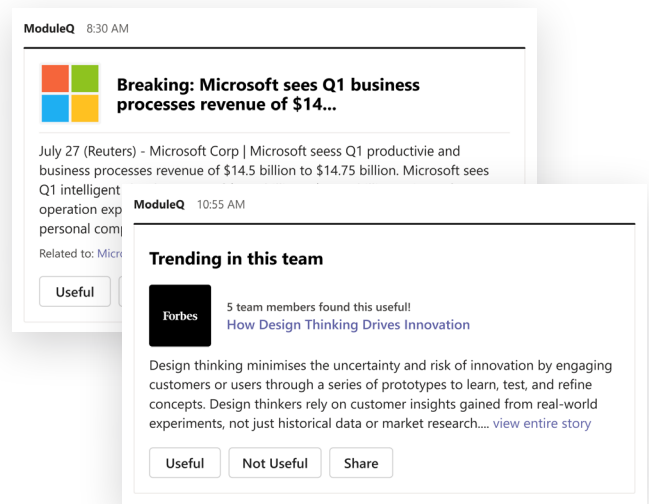 ModuleQ 8:30 AM
Breaking: Microsoft sees Q1 business
processes revenue of $14...
July 27 (Reuters) - Microsoft Corp | Microsoft seess Q1 productivie and
business processes revenue of $14.5 billion to $14.75 billion. Microsoft sees
Q1 intelligent
operation exp
personal com
Related to: Micro
Useful
ModuleQ 10:55 AM
Trending in this team
Forbes
5 team members found this useful!
How Design Thinking Drives Innovation
Design thinking minimises the uncertainty and risk of innovation by engaging
customers or users through a series of prototypes to learn, test, and refine
concepts. Design thinkers rely on customer insights gained from real-world
experiments, not just historical data or market research.... view entire story
Useful Not Useful Share